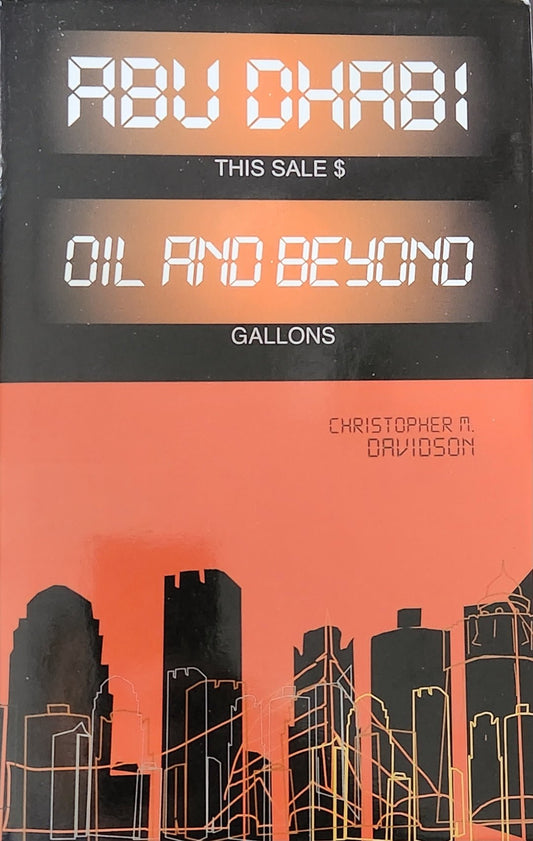 ABU DHABI
THIS SALE $
OIL AND BEYOND
GALLONS
CHRISTOPHER M.
DAVIDSON